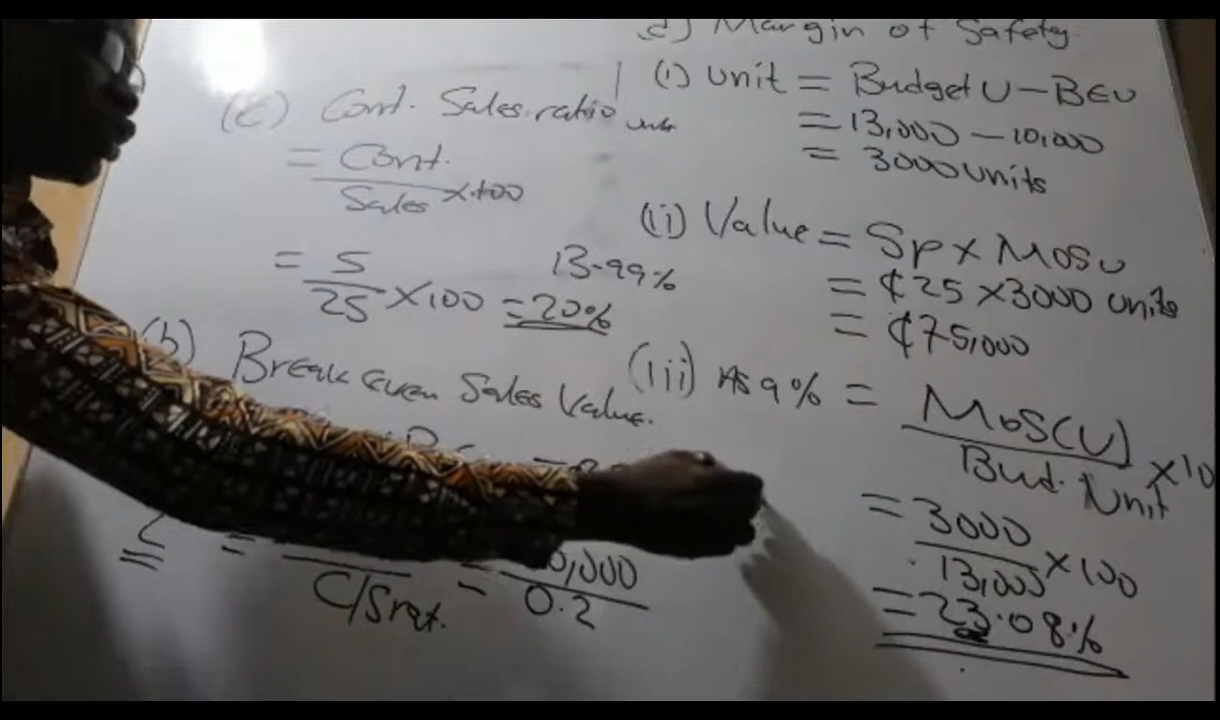 (c) Cont. Sales ratio
= Cont.
Sales × 100
= 5
25 × 100 = 20%
13.99%
(b) Break Even Sales Value.
=
C/S rat.
= 0,000
0.2
d) Margin of Safety
(i) Unit = Budget U - BEU
= 13,000 - 10,000
= 3000 units
(ii) Value = Sp × MoSu
= ₵25 × 3000 units
= ₵75,000
(iii) As a % = MoS(U)
Bud. Unit × 10
= 3000
13,000 × 100
= 23.08%